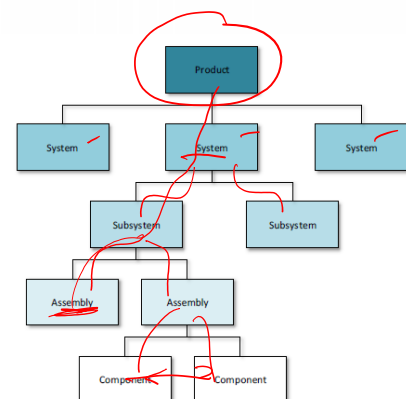 Product
System
System
System
Subsystem
Subsystem
Assembly
Assembly
Component
Component